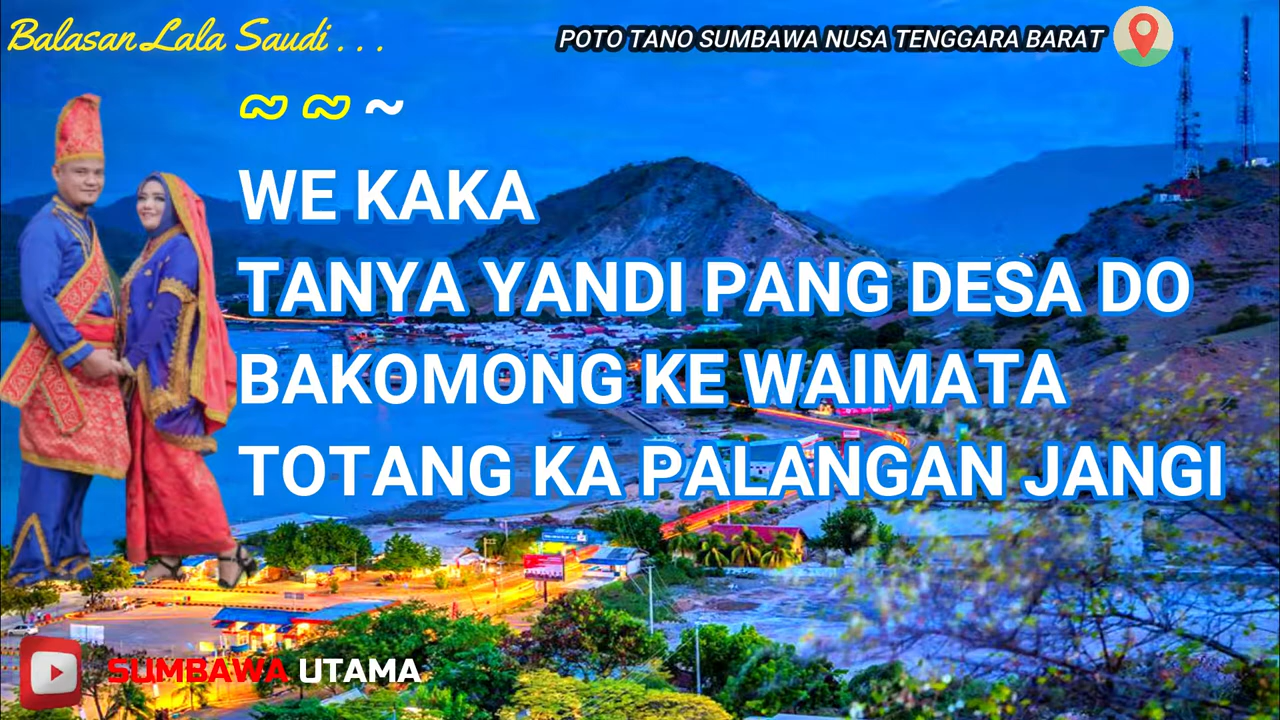 Balasan Lala Saudi . . .
POTO TANO SUMBAWA NUSA TENGGARA BARAT
~ ~ ~
WE KAKA
TANYA YANDI PANG DESA DO
BAKOMONG KE WAIMATA
TOTANG KA PALANGAN JANGI
SUMBAWA UTAMA